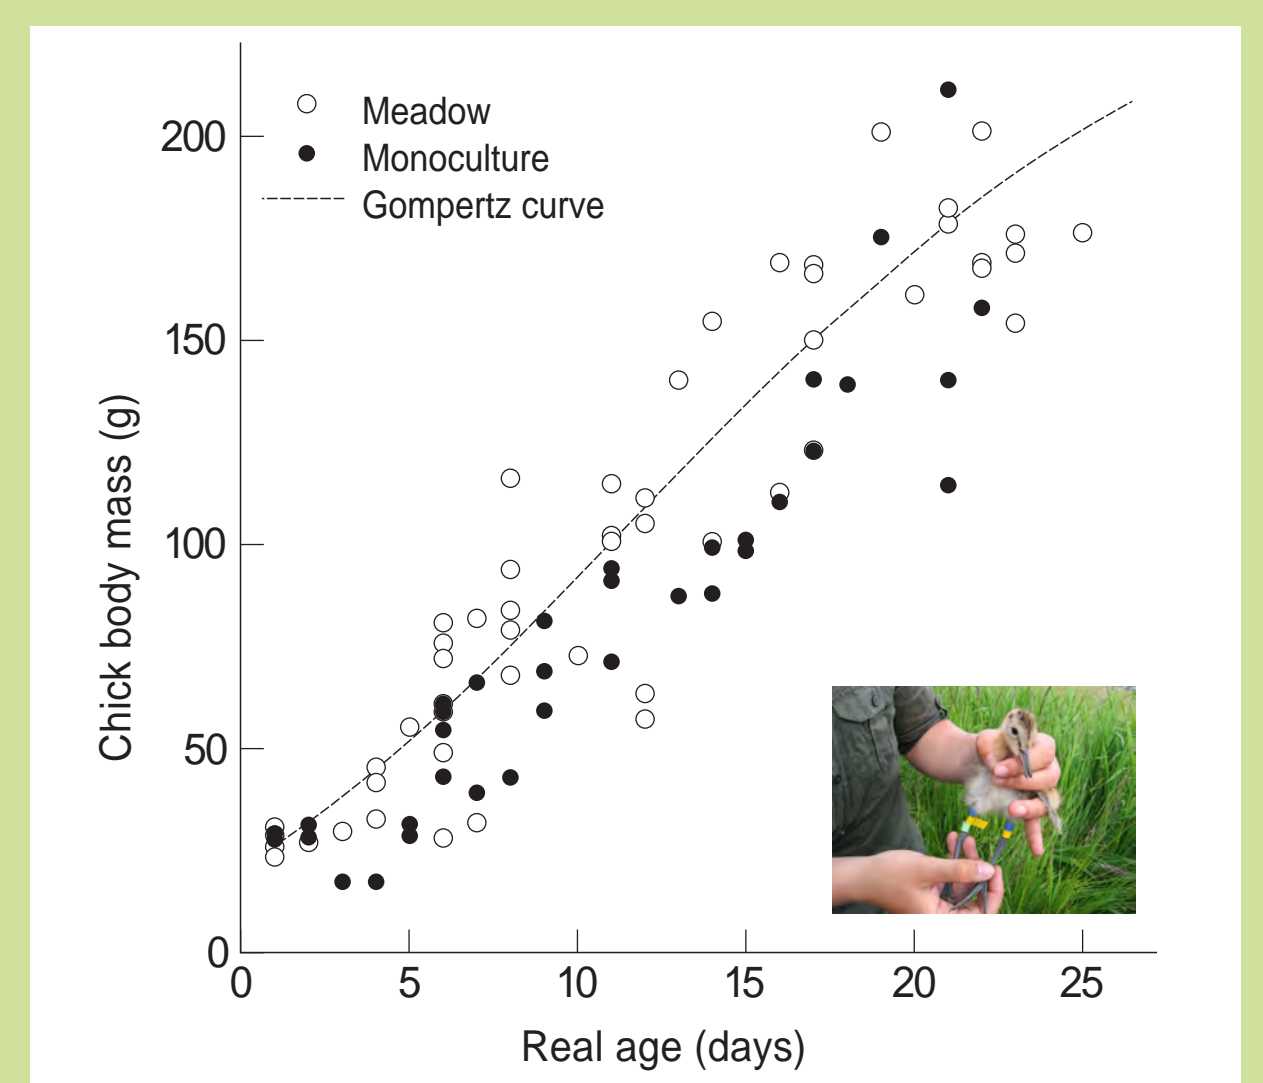 Meadow
Monoculture
Gompertz curve
200
150
100
50
0
Chick body mass (g)
0 5 10 15 20 25
Real age (days)